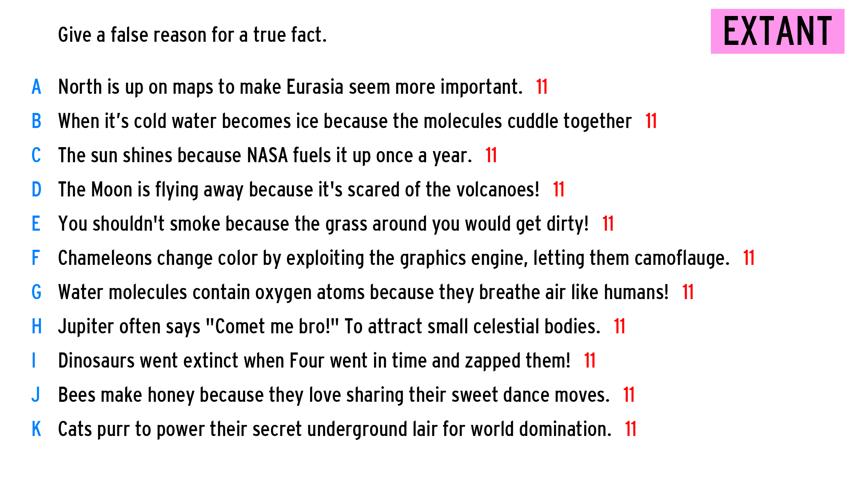 Give a false reason for a true fact.
EXTANT
A North is up on maps to make Eurasia seem more important. 11
B When it’s cold water becomes ice because the molecules cuddle together 11
C The sun shines because NASA fuels it up once a year. 11
D The Moon is flying away because it's scared of the volcanoes! 11
E You shouldn't smoke because the grass around you would get dirty! 11
F Chameleons change color by exploiting the graphics engine, letting them camoflauge. 11
G Water molecules contain oxygen atoms because they breathe air like humans! 11
H Jupiter often says "Comet me bro!" To attract small celestial bodies. 11
I Dinosaurs went extinct when Four went in time and zapped them! 11
J Bees make honey because they love sharing their sweet dance moves. 11
K Cats purr to power their secret underground lair for world domination. 11